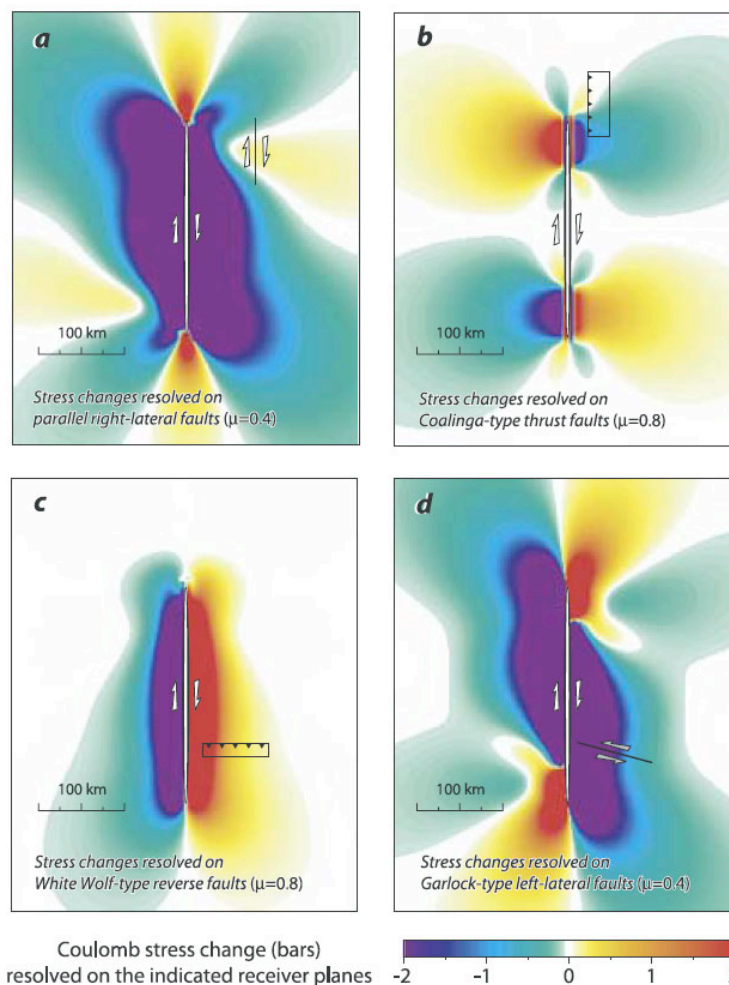 a
100 km
Stress changes resolved on
parallel right-lateral faults (μ=0.4)
b
100 km
Stress changes resolved on
Coalinga-type thrust faults (μ=0.8)
c
100 km
Stress changes resolved on
White Wolf-type reverse faults (μ=0.8)
d
100 km
Stress changes resolved on
Garlock-type left-lateral faults (μ=0.4)
Coulomb stress change (bars)
resolved on the indicated receiver planes
-2 -1 0 1